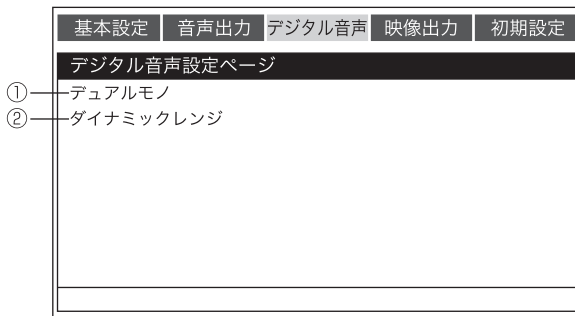 基本設定 音声出力 デジタル音声 映像出力 初期設定
デジタル音声設定ページ
① デュアルモノ
② ダイナミックレンジ